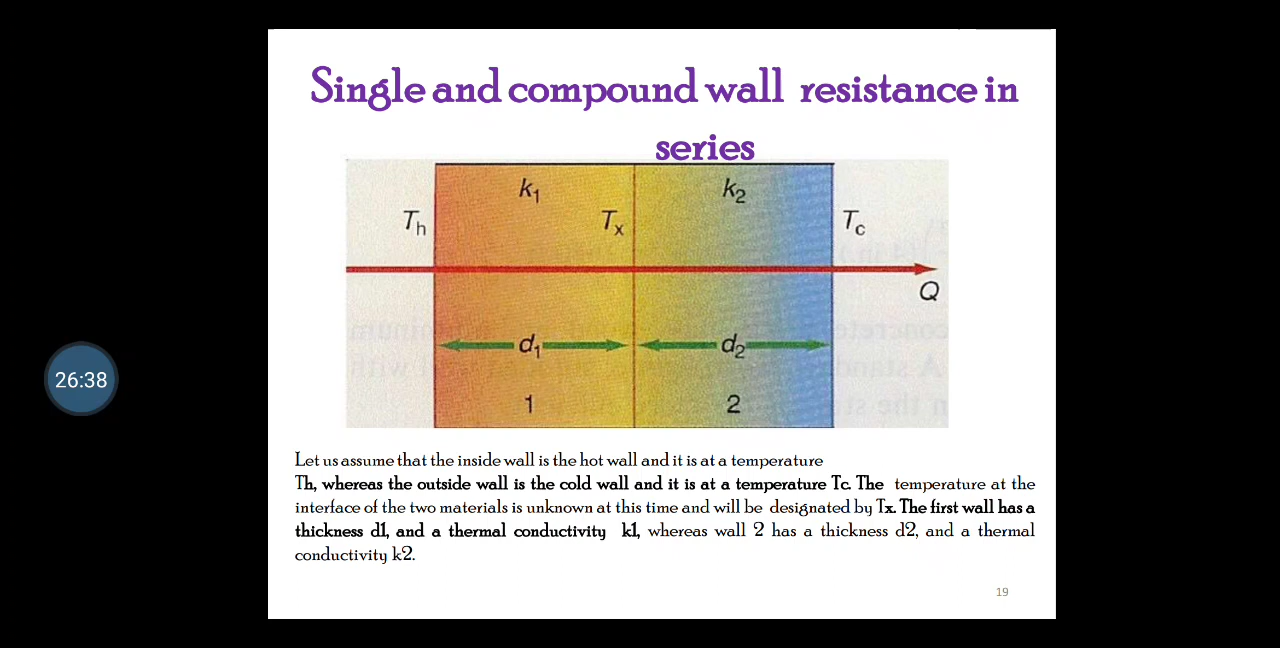 Single and compound wall resistance in
series
k1 k2
Th Tx Tc
Q
26:38
d1 d2
1 2
Let us assume that the inside wall is the hot wall and it is at a temperature
Th, whereas the outside wall is the cold wall and it is at a temperature Tc. The temperature at the
interface of the two materials is unknown at this time and will be designated by Tx. The first wall has a
thickness d1, and a thermal conductivity k1, whereas wall 2 has a thickness d2, and a thermal
conductivity k2.
19